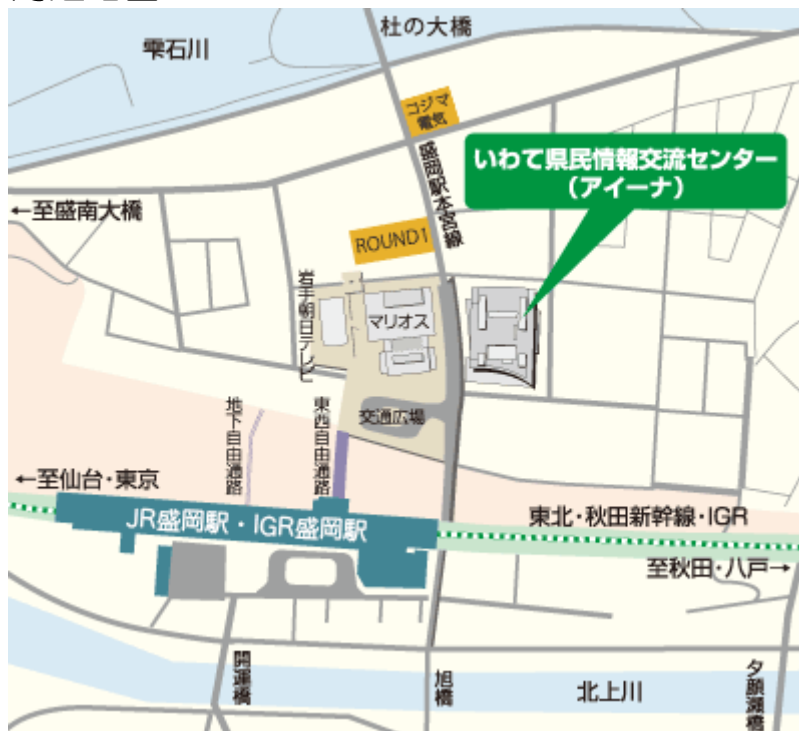 杜の大橋
雫石川
コジマ
電気
盛岡駅本宮線
いわて県民情報交流センター
(アイーナ)
←至盛南大橋
ROUND1
岩手朝日テレビ
マリオス
交通広場
地下自由通路
東西自由通路
←至仙台・東京
JR盛岡駅・IGR盛岡駅
東北・秋田新幹線・IGR
至秋田・八戸→
開運橋
旭橋
北上川
夕顔瀬橋